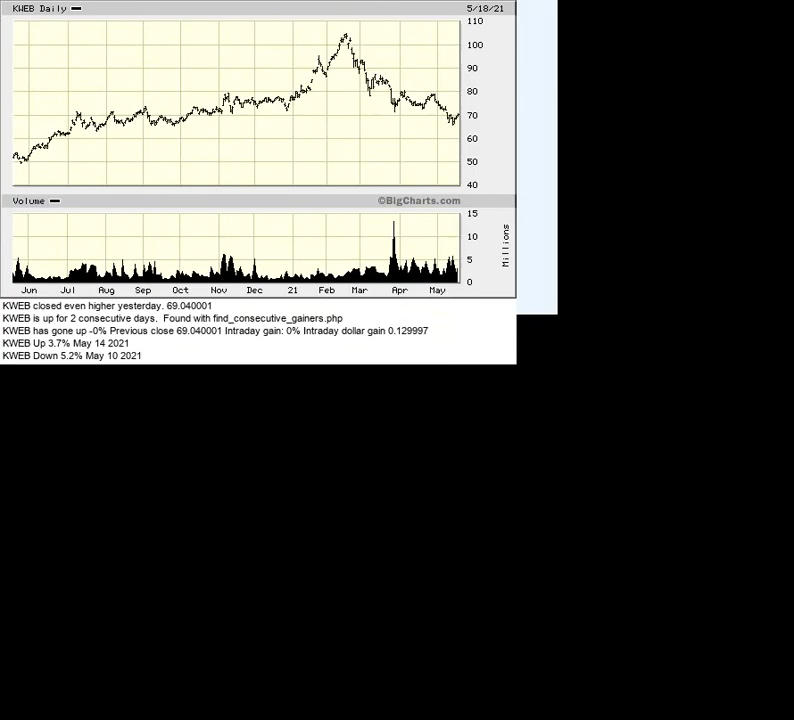 KWEB Daily 5/18/21
110
100
90
80
70
60
50
40
Volume ©BigCharts.com
15
10
5
0
Millions
Jun Jul Aug Sep Oct Nov Dec 21 Feb Mar Apr May
KWEB closed even higher yesterday. 69.040001
KWEB is up for 2 consecutive days. Found with find_consecutive_gainers.php
KWEB has gone up -0% Previous close 69.040001 Intraday gain: 0% Intraday dollar gain 0.129997
KWEB Up 3.7% May 14 2021
KWEB Down 5.2% May 10 2021